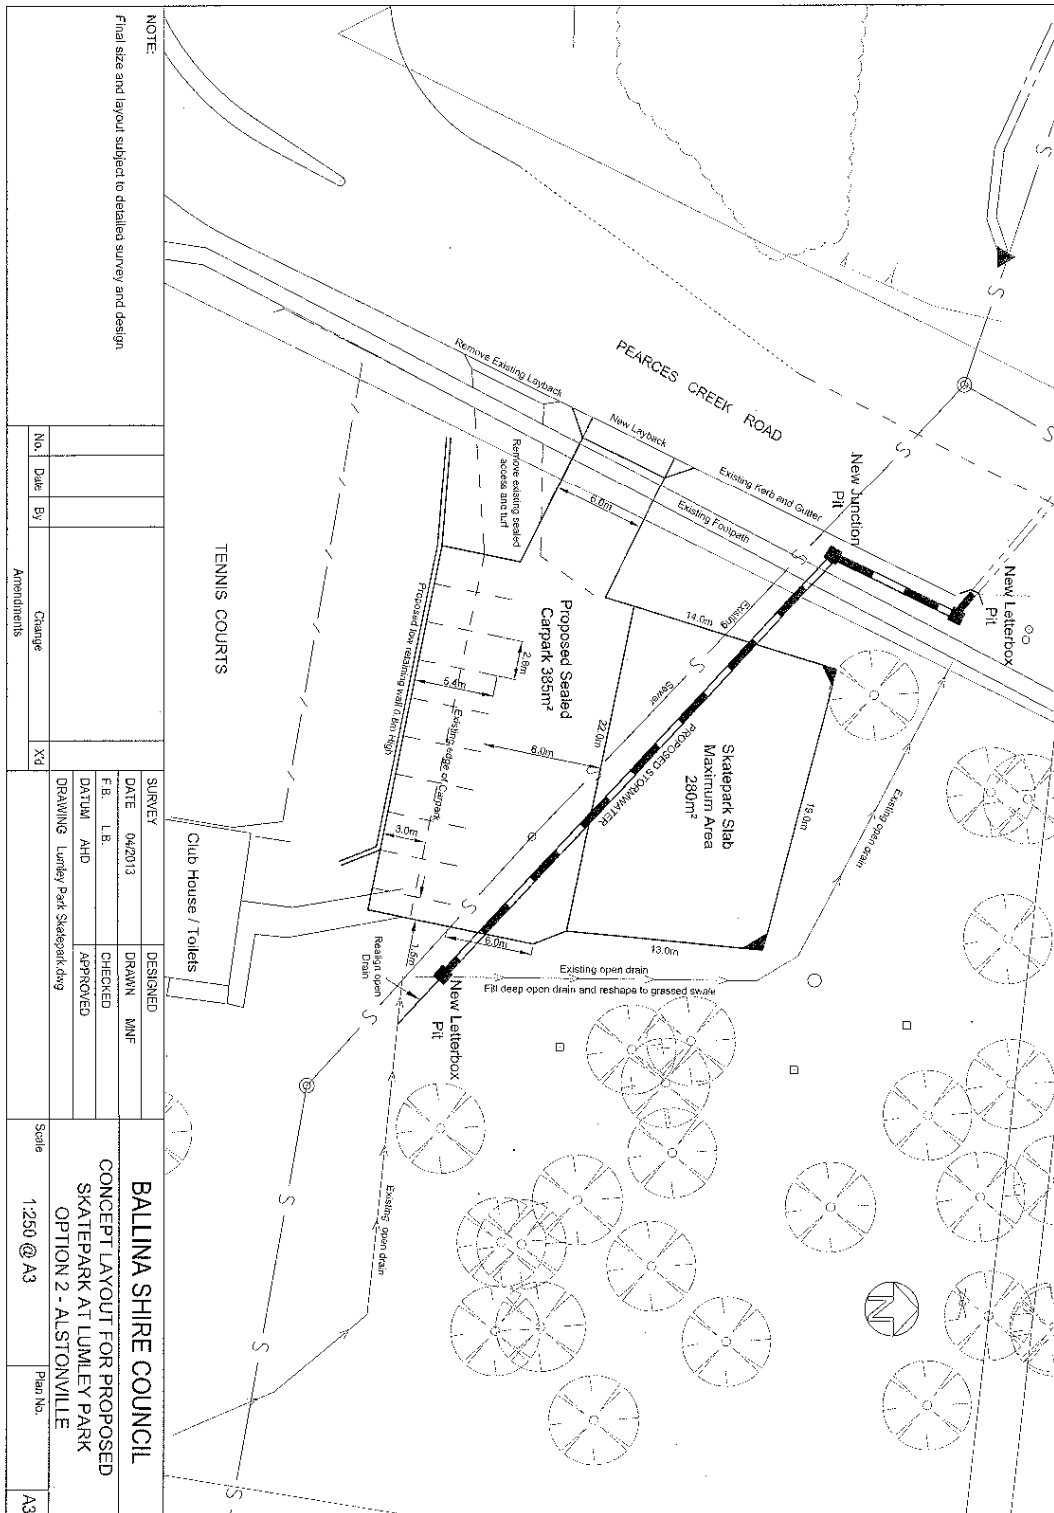 PEARCES CREEK ROAD
Remove Existing Layback
New Layback
Existing Kerb and Gutter
Existing Footpath
New Junction
Pit
New Letterbox
Pit
Remove existing sealed
access and turf
6.0m
14.0m
Existing
Sewer
PROPOSED STORMWATER
Proposed Sealed
Carpark 385m²
2.6m
5.4m
8.0m
22.0m
3.0m
Existing edge of Carpark
Proposed low retaining wall 0.8m High
Skatepark Slab
Maximum Area
280m²
19.0m
13.0m
6.0m
1.5m
Existing open drain
Existing open drain
Fill deep open drain and reshape to grassed swale
Realign open
Drain
New Letterbox
Pit
Existing open drain
TENNIS COURTS
Club House / Toilets
S
S
S
S
S
S
S
S
S
S
S
S
S
N
NOTE:
Final size and layout subject to detailed survey and design
No.
Date
By
Change
X'd
Amendments
SURVEY
DATE 04/2013
F.B. L.B.
DATUM AHD
DRAWING Lumley Park Skatepark.dwg
DESIGNED
DRAWN MNF
CHECKED
APPROVED
BALLINA SHIRE COUNCIL
CONCEPT LAYOUT FOR PROPOSED
SKATEPARK AT LUMLEY PARK
OPTION 2 - ALSTONVILLE
Scale
1:250 @ A3
Plan No.
A3